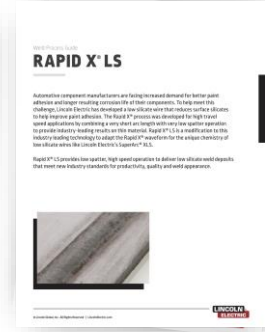 Weld Process Guide
RAPID X® LS
Automotive component manufacturers are facing increased demand for better paint
adhesion and longer resulting corrosion life of their components. To help meet this
challenge, Lincoln Electric has developed a low silicate wire that reduces surface silicates
to help improve paint adhesion. The Rapid X® process was developed for high travel
speed applications by combining a very short arc length with very low spatter operation
to provide industry-leading results on thin material. Rapid X® LS is a modification to this
industry leading technology to adapt the Rapid X® waveform for the unique chemistry of
low silicate wires like Lincoln Electric's SuperArc® XLS.
Rapid X® LS provides low spatter, high speed operation to deliver low silicate weld deposits
that meet new industry standards for productivity, quality and weld appearance.
LINCOLN
ELECTRIC